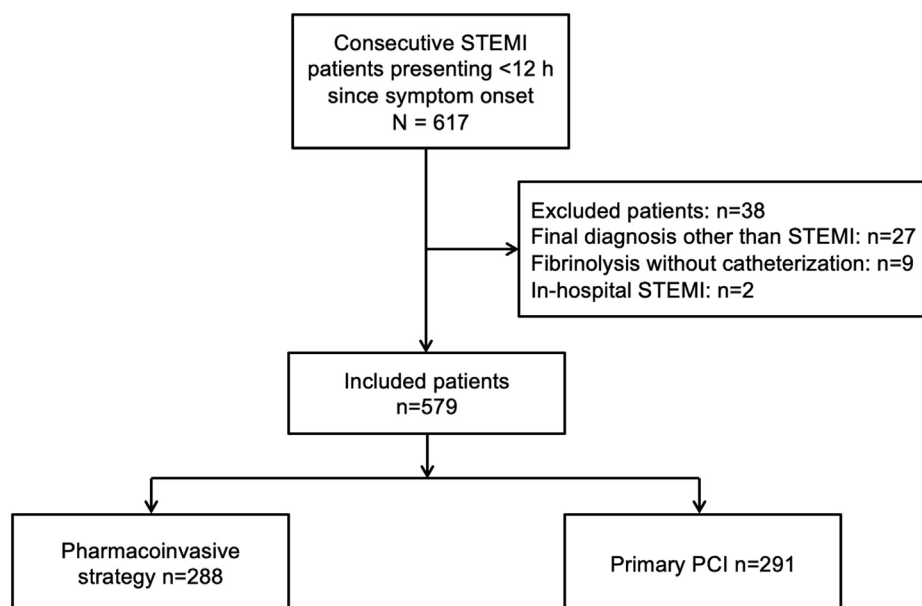 Consecutive STEMI
patients presenting <12 h
since symptom onset
N = 617
Excluded patients: n=38
Final diagnosis other than STEMI: n=27
Fibrinolysis without catheterization: n=9
In-hospital STEMI: n=2
Included patients
n=579
Pharmacoinvasive
strategy n=288
Primary PCI n=291